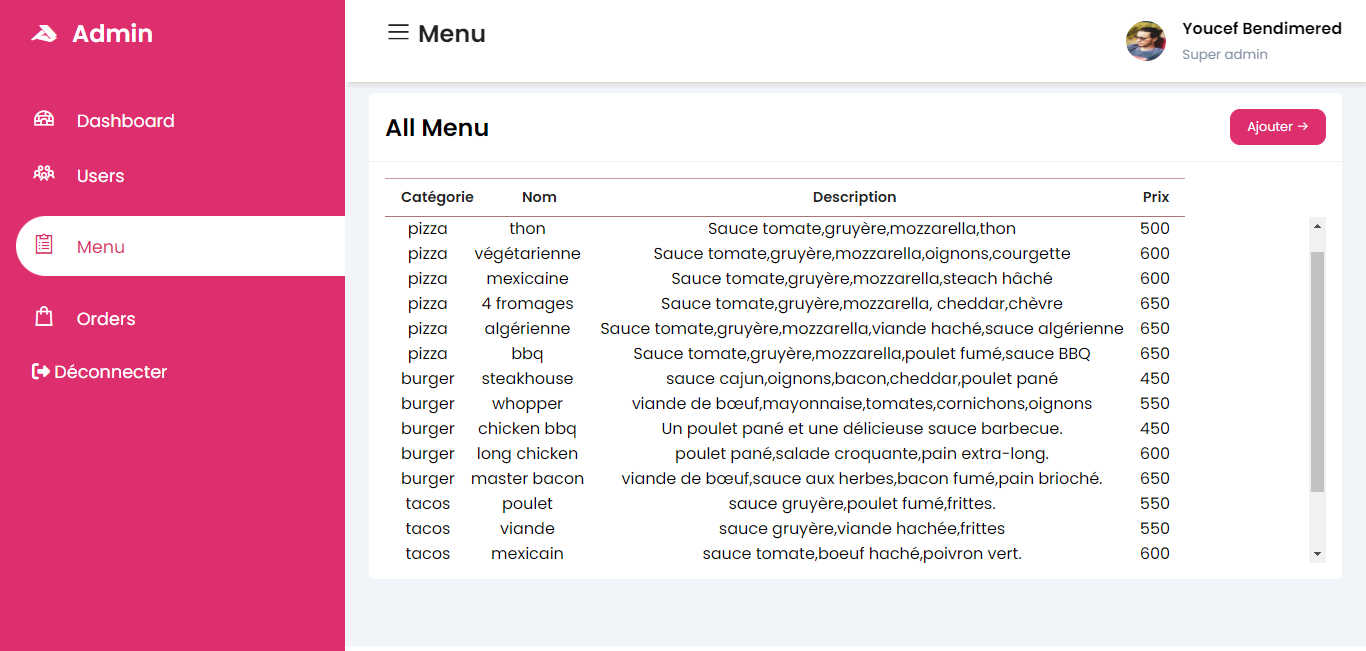 Admin
Dashboard
Users
Menu
Orders
Déconnecter
Menu
Youcef Bendimered
Super admin
All Menu
Ajouter →
Catégorie Nom Description Prix
pizza thon Sauce tomate,gruyère,mozzarella,thon 500
pizza végétarienne Sauce tomate,gruyère,mozzarella,oignons,courgette 600
pizza mexicaine Sauce tomate,gruyère,mozzarella,steach hâché 600
pizza 4 fromages Sauce tomate,gruyère,mozzarella, cheddar,chèvre 650
pizza algérienne Sauce tomate,gruyère,mozzarella,viande haché,sauce algérienne 650
pizza bbq Sauce tomate,gruyère,mozzarella,poulet fumé,sauce BBQ 650
burger steakhouse sauce cajun,oignons,bacon,cheddar,poulet pané 450
burger whopper viande de bœuf,mayonnaise,tomates,cornichons,oignons 550
burger chicken bbq Un poulet pané et une délicieuse sauce barbecue. 450
burger long chicken poulet pané,salade croquante,pain extra-long. 600
burger master bacon viande de bœuf,sauce aux herbes,bacon fumé,pain brioché. 650
tacos poulet sauce gruyère,poulet fumé,frittes. 550
tacos viande sauce gruyère,viande hachée,frittes 550
tacos mexicain sauce tomate,boeuf haché,poivron vert. 600